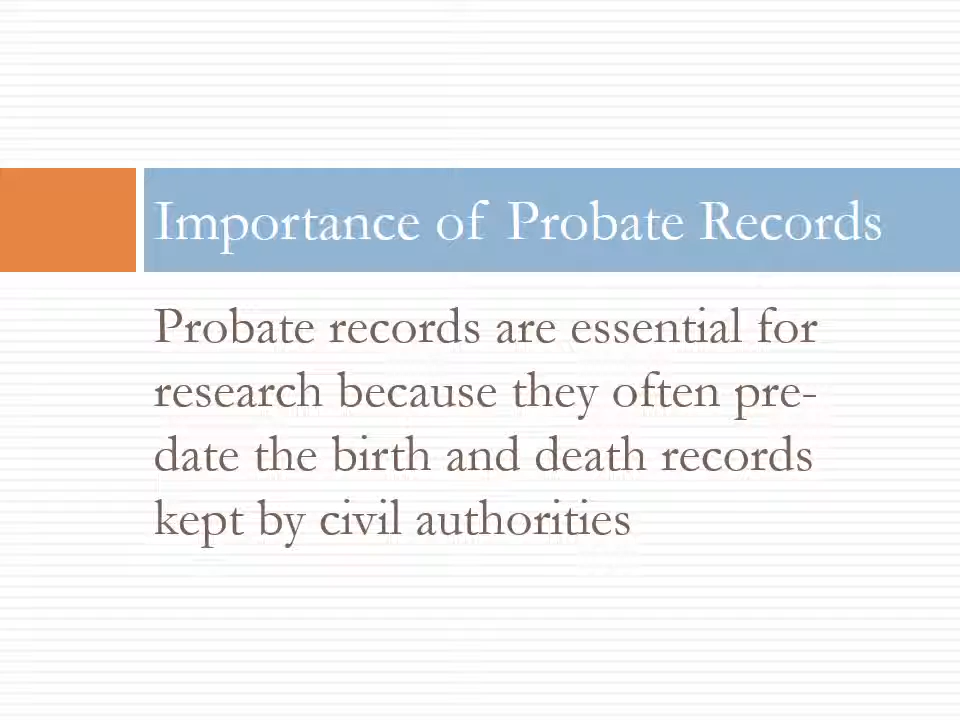 Importance of Probate Records
Probate records are essential for
research because they often pre-
date the birth and death records
kept by civil authorities